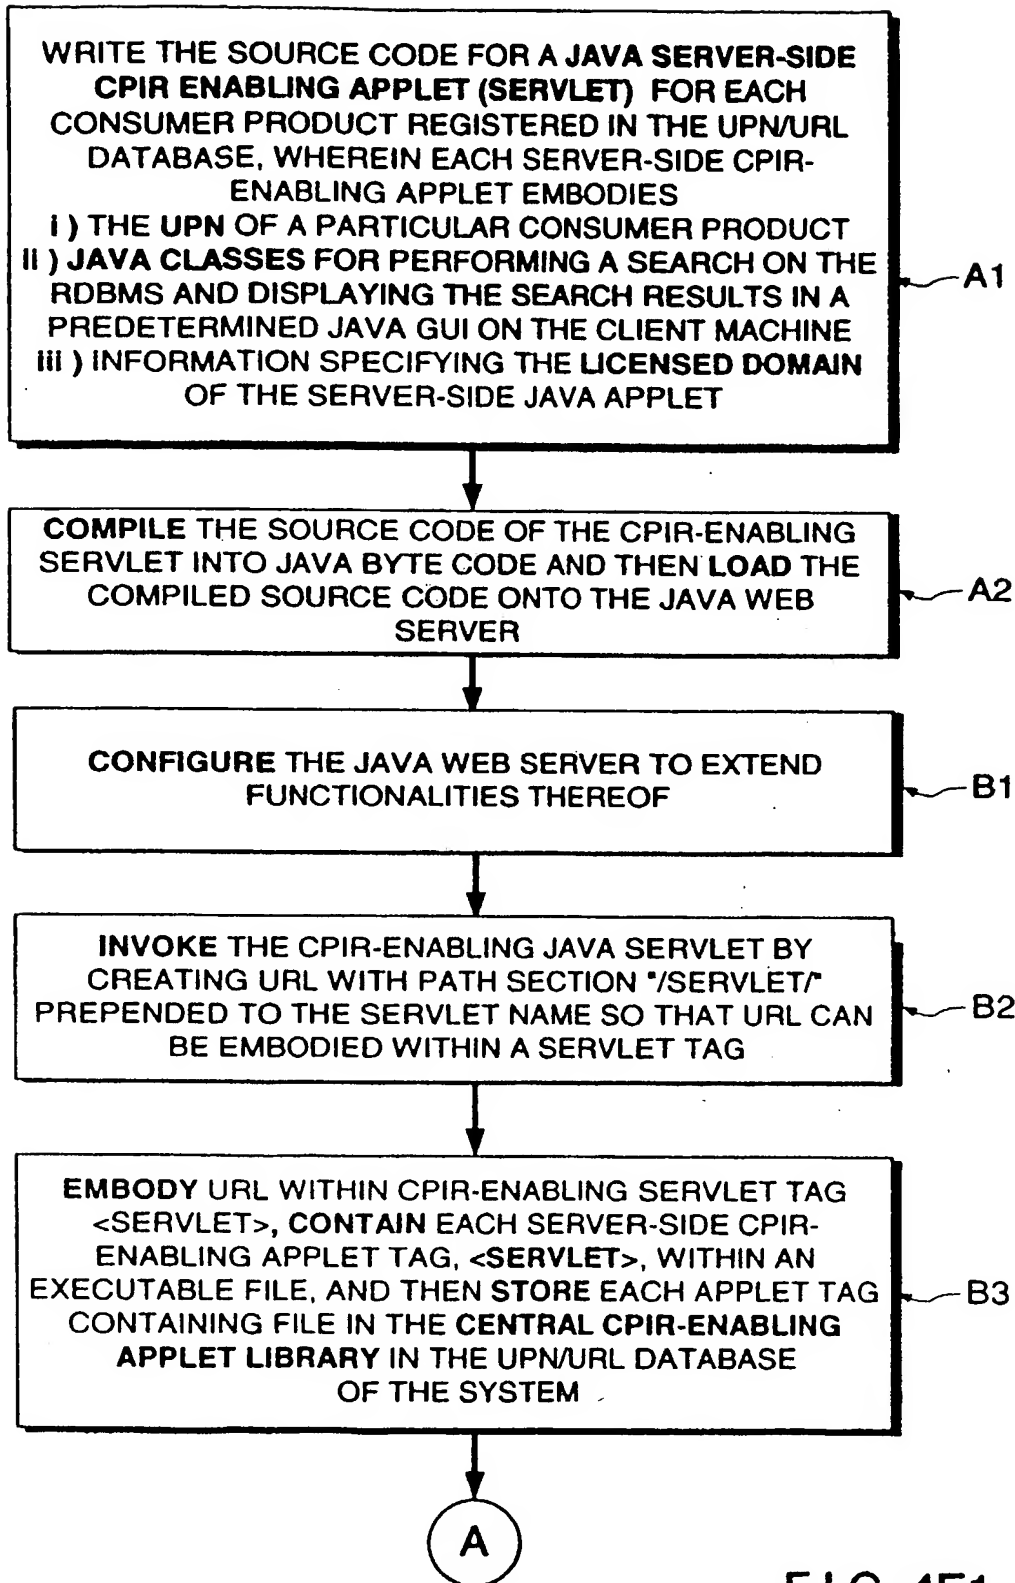 WRITE THE SOURCE CODE FOR A JAVA SERVER-SIDE
CPIR ENABLING APPLET (SERVLET) FOR EACH
CONSUMER PRODUCT REGISTERED IN THE UPN/URL
DATABASE, WHEREIN EACH SERVER-SIDE CPIR-
ENABLING APPLET EMBODIES
i ) THE UPN OF A PARTICULAR CONSUMER PRODUCT
ii ) JAVA CLASSES FOR PERFORMING A SEARCH ON THE
RDBMS AND DISPLAYING THE SEARCH RESULTS IN A
PREDETERMINED JAVA GUI ON THE CLIENT MACHINE
iii ) INFORMATION SPECIFYING THE LICENSED DOMAIN
OF THE SERVER-SIDE JAVA APPLET
A1
COMPILE THE SOURCE CODE OF THE CPIR-ENABLING
SERVLET INTO JAVA BYTE CODE AND THEN LOAD THE
COMPILED SOURCE CODE ONTO THE JAVA WEB
SERVER
A2
CONFIGURE THE JAVA WEB SERVER TO EXTEND
FUNCTIONALITIES THEREOF
B1
INVOKE THE CPIR-ENABLING JAVA SERVLET BY
CREATING URL WITH PATH SECTION "/SERVLET/"
PREPENDED TO THE SERVLET NAME SO THAT URL CAN
BE EMBODIED WITHIN A SERVLET TAG
B2
EMBODY URL WITHIN CPIR-ENABLING SERVLET TAG
<SERVLET>, CONTAIN EACH SERVER-SIDE CPIR-
ENABLING APPLET TAG, <SERVLET>, WITHIN AN
EXECUTABLE FILE, AND THEN STORE EACH APPLET TAG
CONTAINING FILE IN THE CENTRAL CPIR-ENABLING
APPLET LIBRARY IN THE UPN/URL DATABASE
OF THE SYSTEM
B3
A
FIG. 4E1